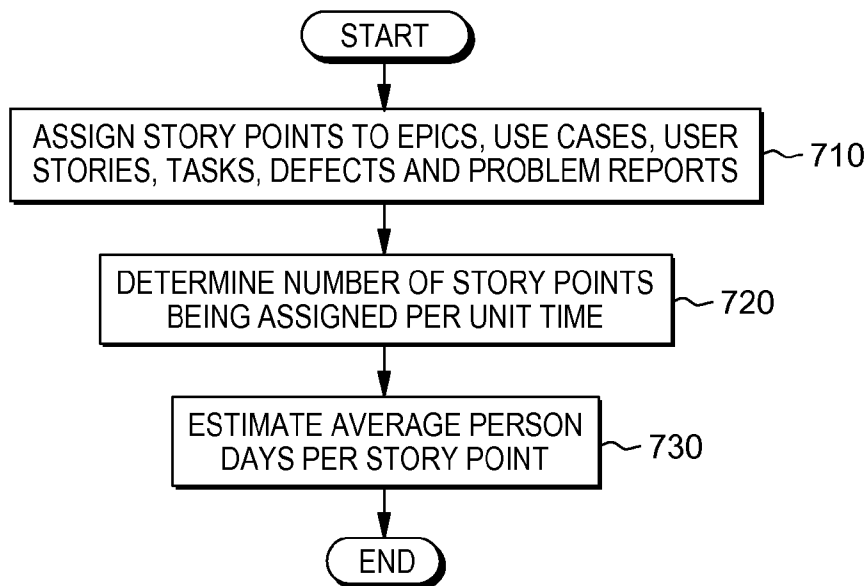 START
ASSIGN STORY POINTS TO EPICS, USE CASES, USER
STORIES, TASKS, DEFECTS AND PROBLEM REPORTS
710
DETERMINE NUMBER OF STORY POINTS
BEING ASSIGNED PER UNIT TIME
720
ESTIMATE AVERAGE PERSON
DAYS PER STORY POINT
730
END